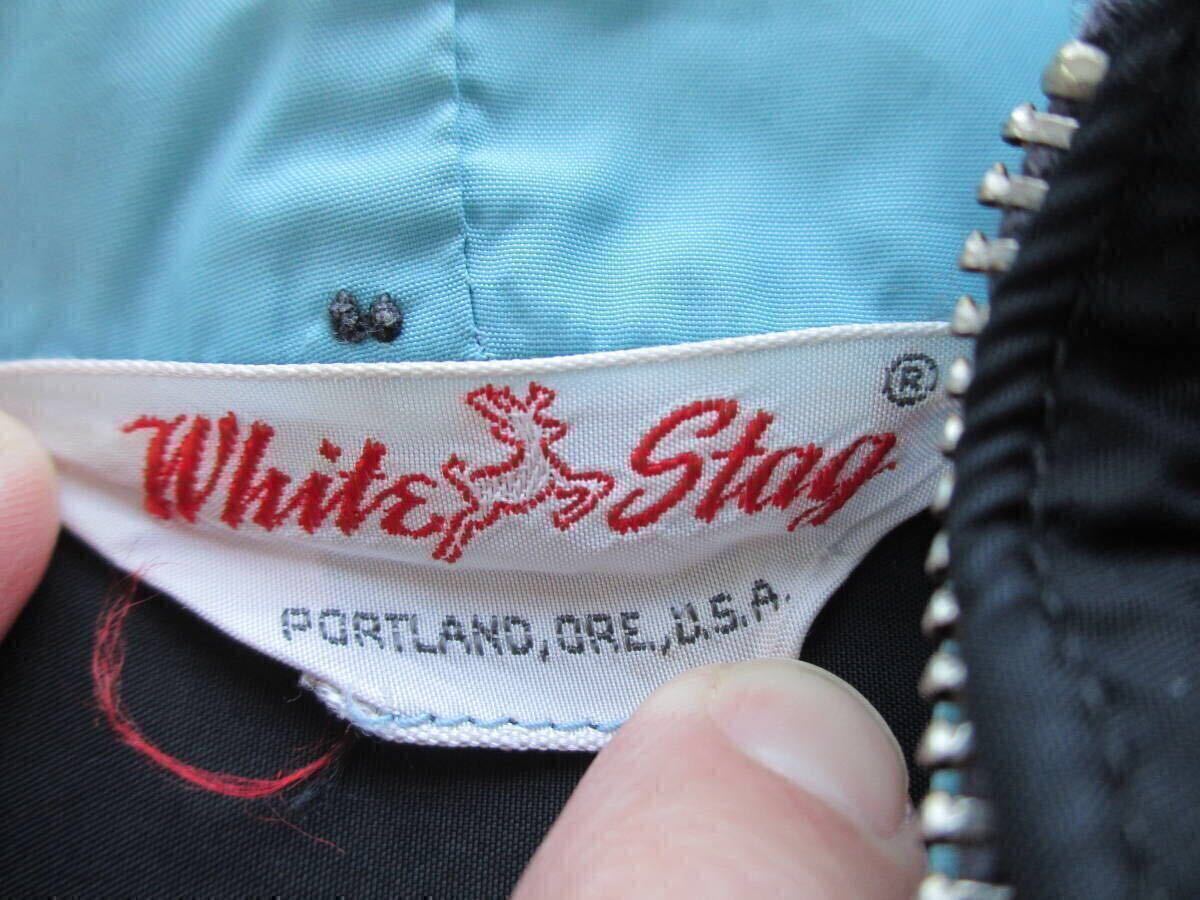 White Stag ®
PORTLAND, ORE., U.S.A.